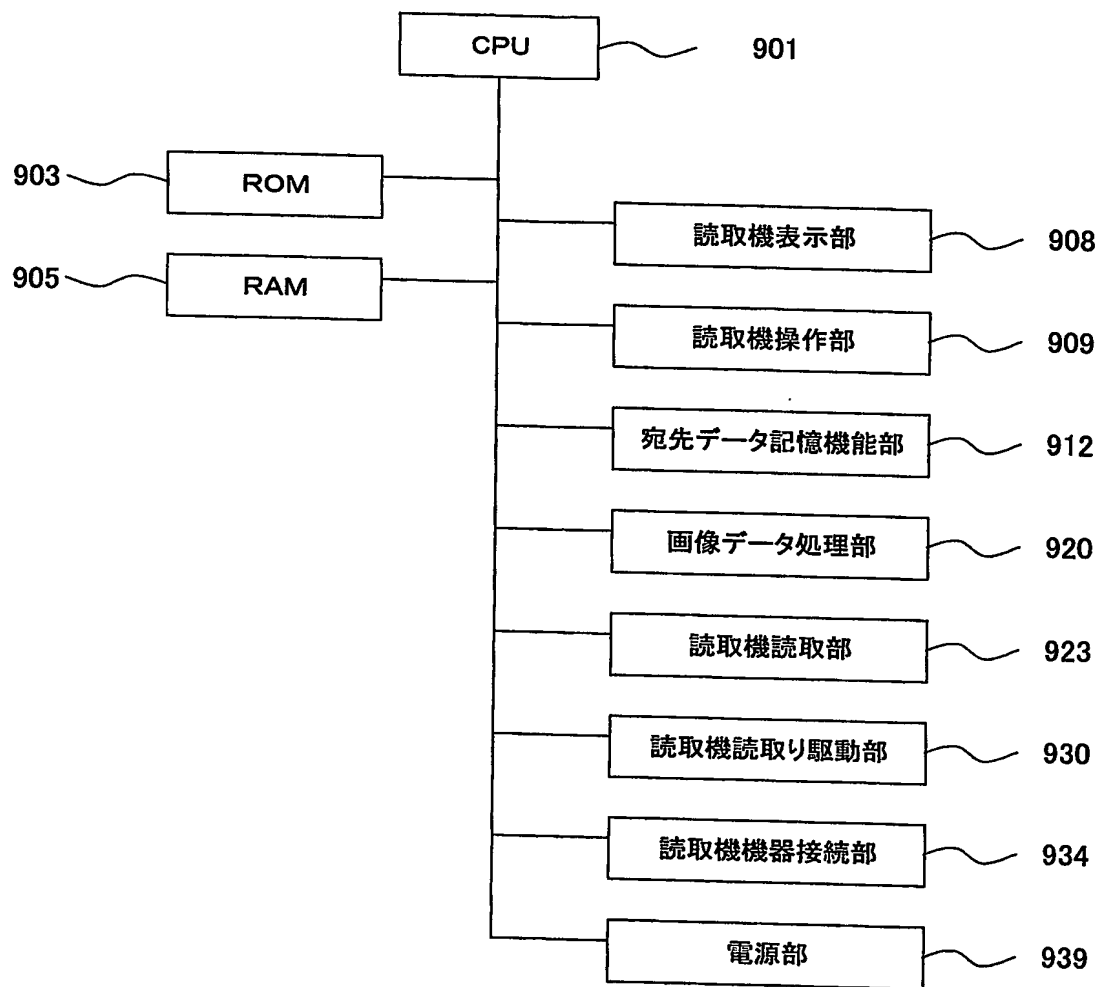 CPU 901
903 ROM
読取機表示部 908
905 RAM
読取機操作部 909
宛先データ記憶機能部 912
画像データ処理部 920
読取機読取部 923
読取機読取り駆動部 930
読取機機器接続部 934
電源部 939